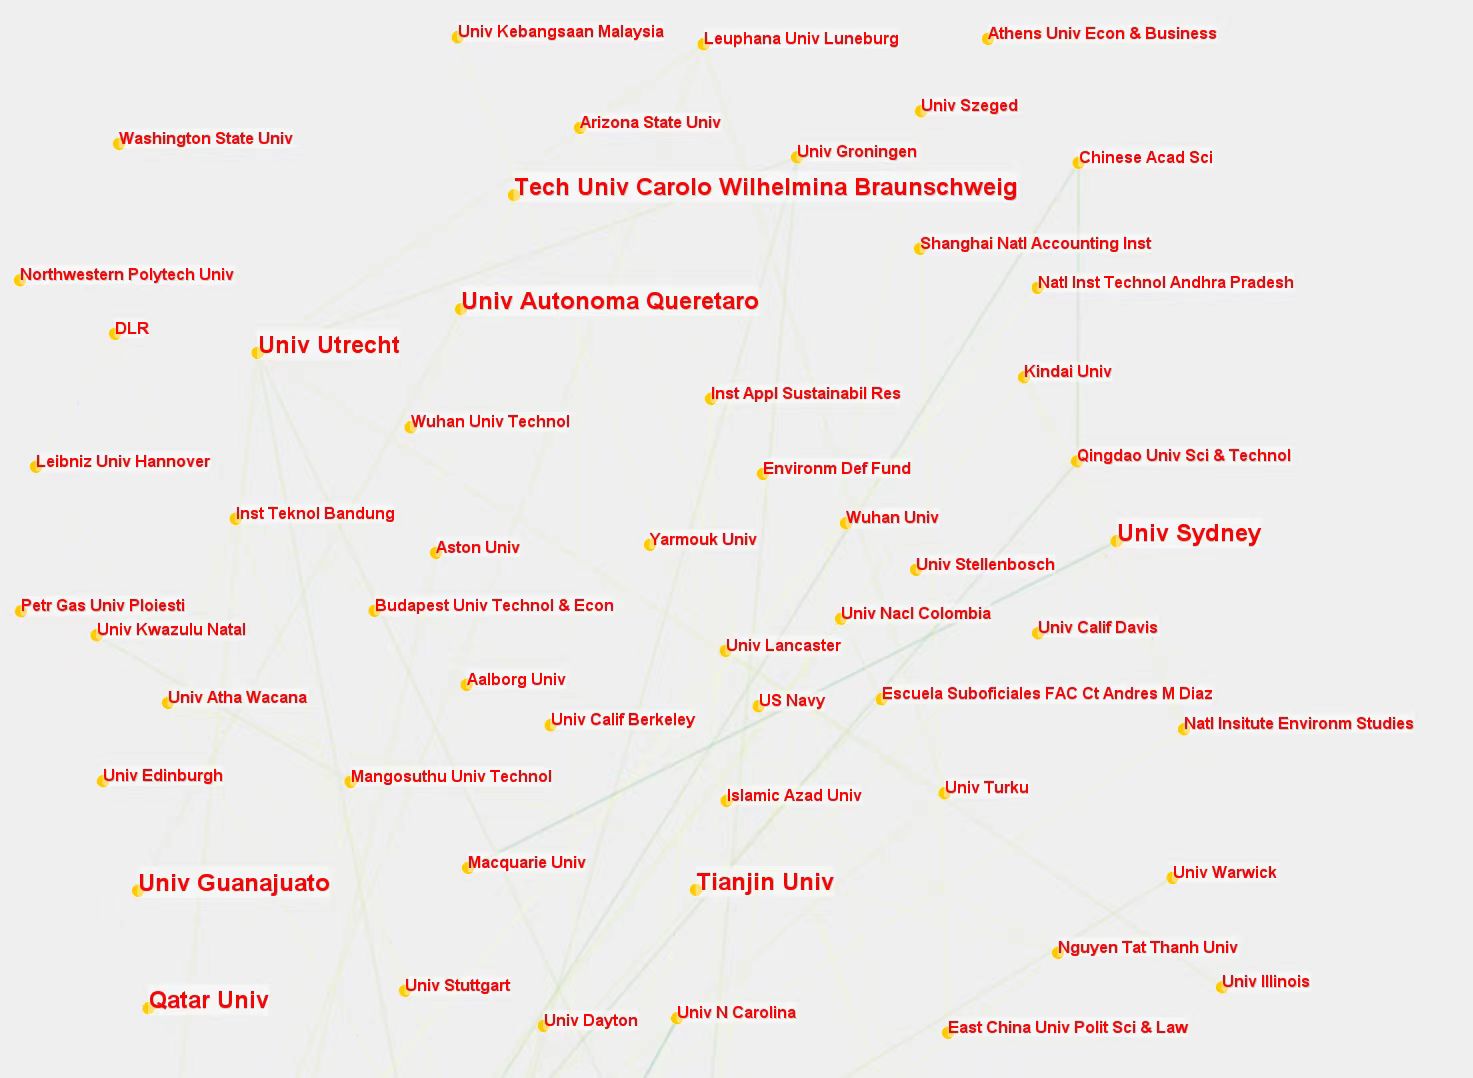 Univ Kebangsaan Malaysia
Leuphana Univ Luneburg
Athens Univ Econ & Business
Univ Szeged
Arizona State Univ
Washington State Univ
Univ Groningen
Chinese Acad Sci
Tech Univ Carolo Wilhelmina Braunschweig
Shanghai Natl Accounting Inst
Northwestern Polytech Univ
Natl Inst Technol Andhra Pradesh
Univ Autonoma Queretaro
DLR
Univ Utrecht
Kindai Univ
Inst Appl Sustainabil Res
Wuhan Univ Technol
Qingdao Univ Sci & Technol
Leibniz Univ Hannover
Environm Def Fund
Inst Teknol Bandung
Wuhan Univ
Univ Sydney
Yarmouk Univ
Aston Univ
Univ Stellenbosch
Petr Gas Univ Ploiesti
Budapest Univ Technol & Econ
Univ Nacl Colombia
Univ Kwazulu Natal
Univ Calif Davis
Univ Lancaster
Aalborg Univ
Escuela Suboficiales FAC Ct Andres M Diaz
Univ Atha Wacana
US Navy
Univ Calif Berkeley
Natl Insitute Environm Studies
Univ Edinburgh
Mangosuthu Univ Technol
Univ Turku
Islamic Azad Univ
Macquarie Univ
Univ Warwick
Univ Guanajuato
Tianjin Univ
Nguyen Tat Thanh Univ
Univ Illinois
Univ Stuttgart
Qatar Univ
Univ N Carolina
Univ Dayton
East China Univ Polit Sci & Law